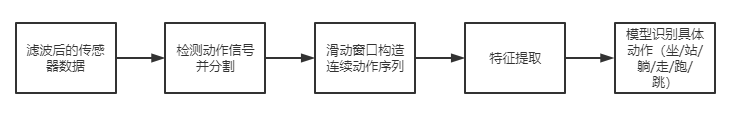 滤波后的传感
器数据
检测动作信号
并分割
滑动窗口构造
连续动作序列
特征提取
模型识别具体
动作（坐/站/
躺/走/跑/
跳）